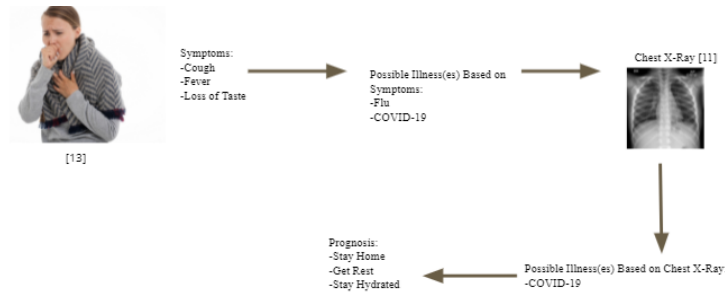 Symptoms:
-Cough
-Fever
-Loss of Taste
[13]
Possible Illness(es) Based on
Symptoms:
-Flu
-COVID-19
Chest X-Ray [11]
Possible Illness(es) Based on Chest X-Ray
-COVID-19
Prognosis:
-Stay Home
-Get Rest
-Stay Hydrated